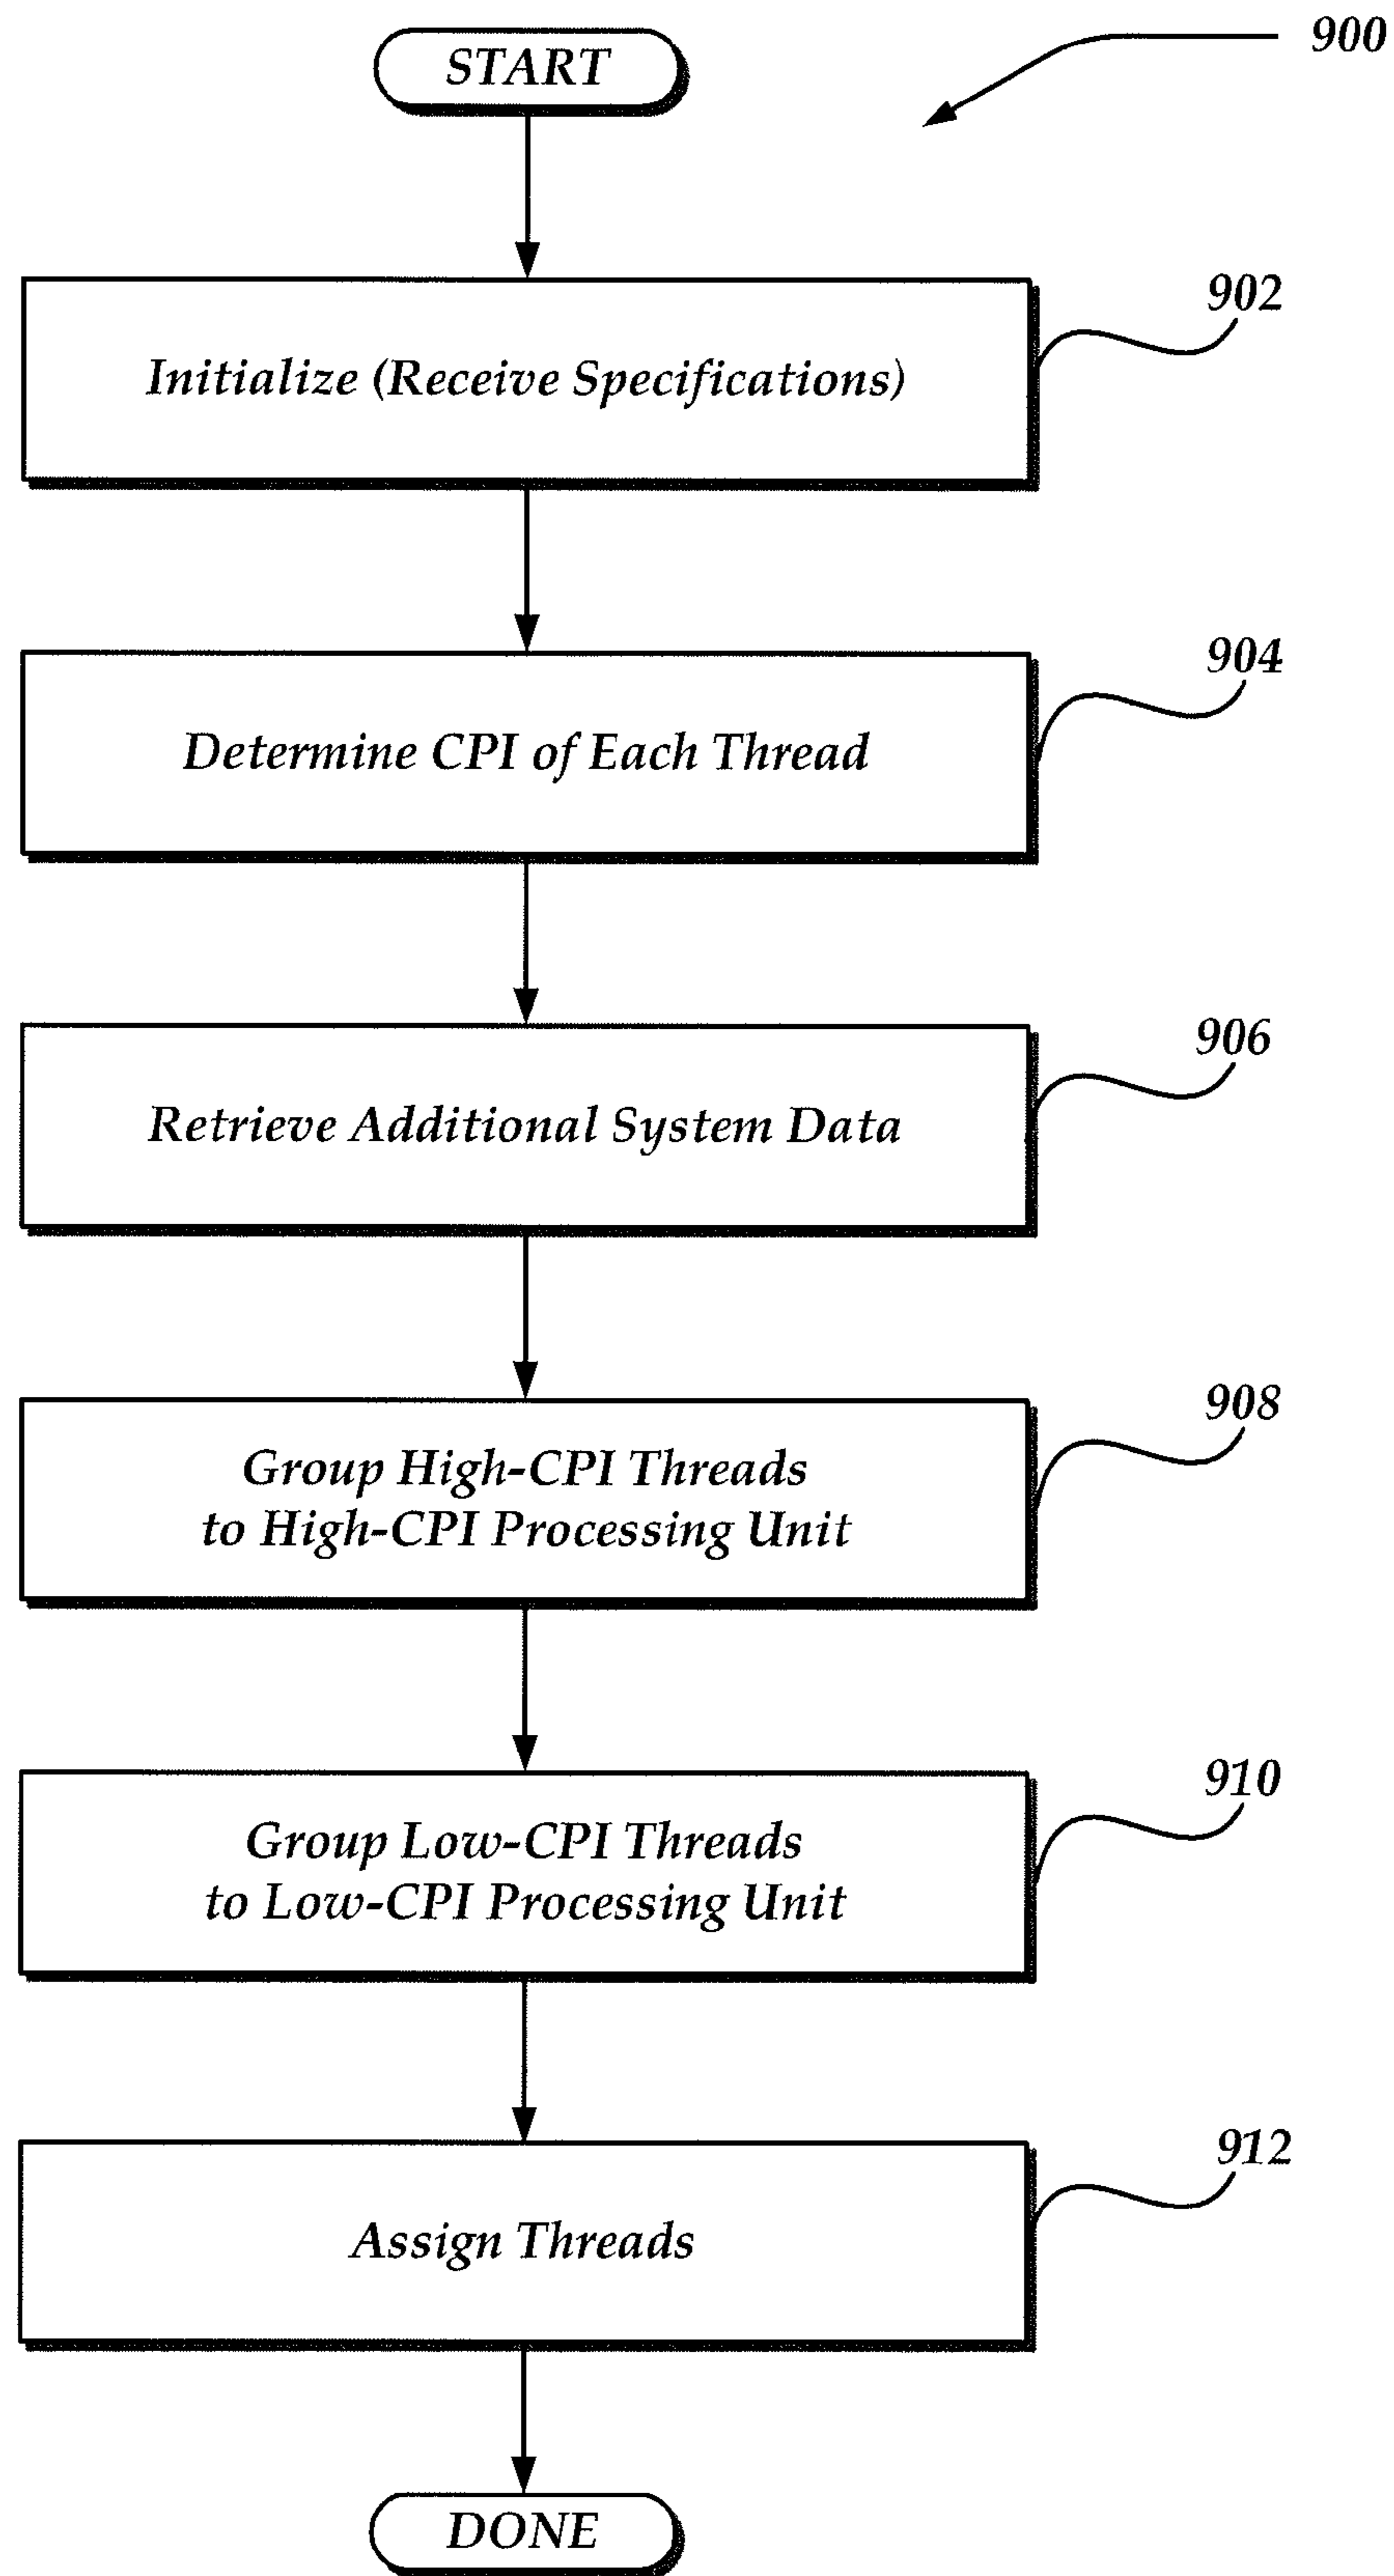 START
900
902
Initialize (Receive Specifications)
904
Determine CPI of Each Thread
906
Retrieve Additional System Data
908
Group High-CPI Threads
to High-CPI Processing Unit
910
Group Low-CPI Threads
to Low-CPI Processing Unit
912
Assign Threads
DONE